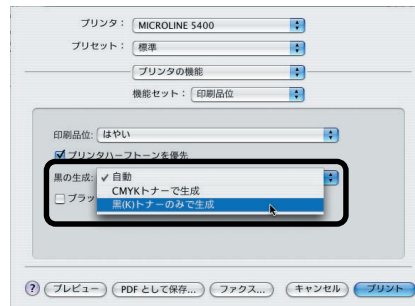 プリンタ： MICROLINE 5400
プリセット： 標準
プリンタの機能
機能セット： 印刷品位
印刷品位: はやい
プリンタハーフトーンを優先
黒の生成: ✓ 自動
CMYKトナーで生成
黒(K)トナーのみで生成
ブラッ
? プレビュー PDF として保存... ファクス... キャンセル プリント